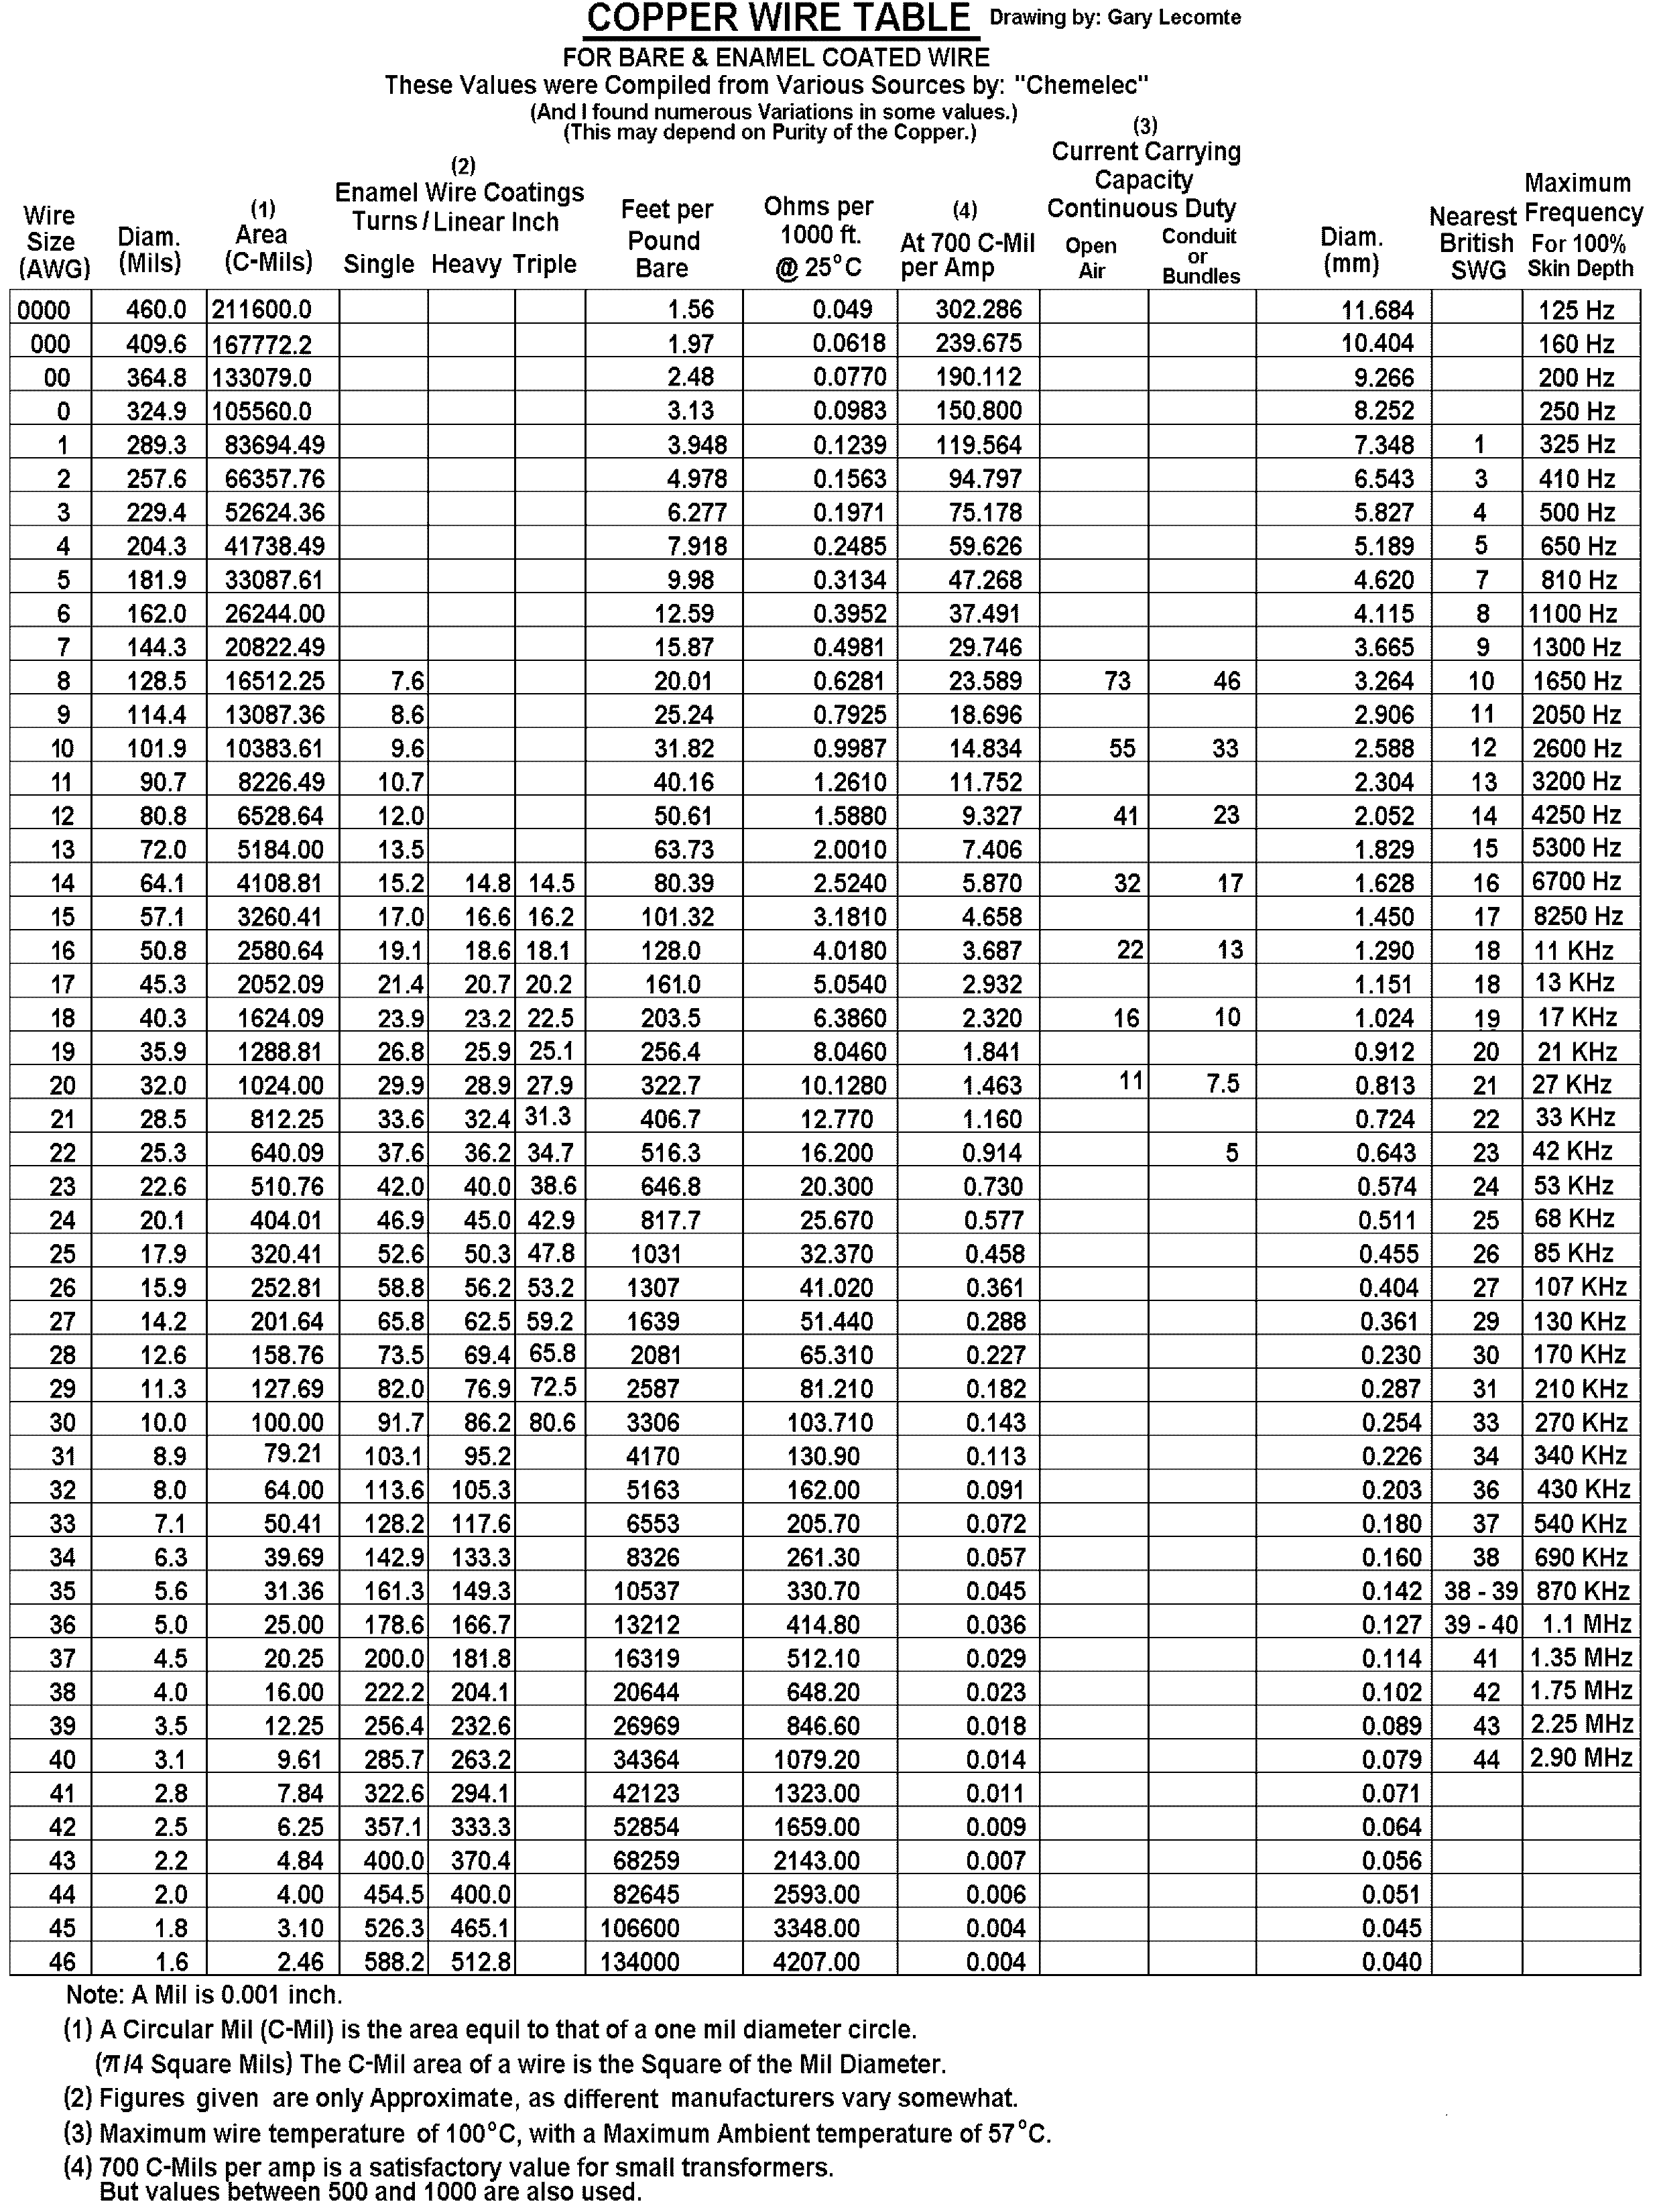 COPPER WIRE TABLE Drawing by: Gary Lecomte
FOR BARE & ENAMEL COATED WIRE
These Values were Compiled from Various Sources by: "Chemelec"
(And I found numerous Variations in some values.)
(This may depend on Purity of the Copper.)
Wire Size (AWG)
Diam. (Mils)
(1) Area (C-Mils)
(2) Enamel Wire Coatings Turns / Linear Inch
Single Heavy Triple
Feet per Pound Bare
Ohms per 1000 ft. @ 25°C
(4) At 700 C-Mil per Amp
(3) Current Carrying Capacity Continuous Duty
Open Air
Conduit or Bundles
Diam. (mm)
Nearest British SWG
Maximum Frequency For 100% Skin Depth
0000 460.0 211600.0 1.56 0.049 302.286 11.684 125 Hz
000 409.6 167772.2 1.97 0.0618 239.675 10.404 160 Hz
00 364.8 133079.0 2.48 0.0770 190.112 9.266 200 Hz
0 324.9 105560.0 3.13 0.0983 150.800 8.252 250 Hz
1 289.3 83694.49 3.948 0.1239 119.564 7.348 1 325 Hz
2 257.6 66357.76 4.978 0.1563 94.797 6.543 3 410 Hz
3 229.4 52624.36 6.277 0.1971 75.178 5.827 4 500 Hz
4 204.3 41738.49 7.918 0.2485 59.626 5.189 5 650 Hz
5 181.9 33087.61 9.98 0.3134 47.268 4.620 7 810 Hz
6 162.0 26244.00 12.59 0.3952 37.491 4.115 8 1100 Hz
7 144.3 20822.49 15.87 0.4981 29.746 3.665 9 1300 Hz
8 128.5 16512.25 7.6 20.01 0.6281 23.589 73 46 3.264 10 1650 Hz
9 114.4 13087.36 8.6 25.24 0.7925 18.696 2.906 11 2050 Hz
10 101.9 10383.61 9.6 31.82 0.9987 14.834 55 33 2.588 12 2600 Hz
11 90.7 8226.49 10.7 40.16 1.2610 11.752 2.304 13 3200 Hz
12 80.8 6528.64 12.0 50.61 1.5880 9.327 41 23 2.052 14 4250 Hz
13 72.0 5184.00 13.5 63.73 2.0010 7.406 1.829 15 5300 Hz
14 64.1 4108.81 15.2 14.8 14.5 80.39 2.5240 5.870 32 17 1.628 16 6700 Hz
15 57.1 3260.41 17.0 16.6 16.2 101.32 3.1810 4.658 1.450 17 8250 Hz
16 50.8 2580.64 19.1 18.6 18.1 128.0 4.0180 3.687 22 13 1.290 18 11 KHz
17 45.3 2052.09 21.4 20.7 20.2 161.0 5.0540 2.932 1.151 18 13 KHz
18 40.3 1624.09 23.9 23.2 22.5 203.5 6.3860 2.320 16 10 1.024 19 17 KHz
19 35.9 1288.81 26.8 25.9 25.1 256.4 8.0460 1.841 0.912 20 21 KHz
20 32.0 1024.00 29.9 28.9 27.9 322.7 10.1280 1.463 11 7.5 0.813 21 27 KHz
21 28.5 812.25 33.6 32.4 31.3 406.7 12.770 1.160 0.724 22 33 KHz
22 25.3 640.09 37.6 36.2 34.7 516.3 16.200 0.914 5 0.643 23 42 KHz
23 22.6 510.76 42.0 40.0 38.6 646.8 20.300 0.730 0.574 24 53 KHz
24 20.1 404.01 46.9 45.0 42.9 817.7 25.670 0.577 0.511 25 68 KHz
25 17.9 320.41 52.6 50.3 47.8 1031 32.370 0.458 0.455 26 85 KHz
26 15.9 252.81 58.8 56.2 53.2 1307 41.020 0.361 0.404 27 107 KHz
27 14.2 201.64 65.8 62.5 59.2 1639 51.440 0.288 0.361 29 130 KHz
28 12.6 158.76 73.5 69.4 65.8 2081 65.310 0.227 0.230 30 170 KHz
29 11.3 127.69 82.0 76.9 72.5 2587 81.210 0.182 0.287 31 210 KHz
30 10.0 100.00 91.7 86.2 80.6 3306 103.710 0.143 0.254 33 270 KHz
31 8.9 79.21 103.1 95.2 4170 130.90 0.113 0.226 34 340 KHz
32 8.0 64.00 113.6 105.3 5163 162.00 0.091 0.203 36 430 KHz
33 7.1 50.41 128.2 117.6 6553 205.70 0.072 0.180 37 540 KHz
34 6.3 39.69 142.9 133.3 8326 261.30 0.057 0.160 38 690 KHz
35 5.6 31.36 161.3 149.3 10537 330.70 0.045 0.142 38 - 39 870 KHz
36 5.0 25.00 178.6 166.7 13212 414.80 0.036 0.127 39 - 40 1.1 MHz
37 4.5 20.25 200.0 181.8 16319 512.10 0.029 0.114 41 1.35 MHz
38 4.0 16.00 222.2 204.1 20644 648.20 0.023 0.102 42 1.75 MHz
39 3.5 12.25 256.4 232.6 26969 846.60 0.018 0.089 43 2.25 MHz
40 3.1 9.61 285.7 263.2 34364 1079.20 0.014 0.079 44 2.90 MHz
41 2.8 7.84 322.6 294.1 42123 1323.00 0.011 0.071
42 2.5 6.25 357.1 333.3 52854 1659.00 0.009 0.064
43 2.2 4.84 400.0 370.4 68259 2143.00 0.007 0.056
44 2.0 4.00 454.5 400.0 82645 2593.00 0.006 0.051
45 1.8 3.10 526.3 465.1 106600 3348.00 0.004 0.045
46 1.6 2.46 588.2 512.8 134000 4207.00 0.004 0.040
Note: A Mil is 0.001 inch.
(1) A Circular Mil (C-Mil) is the area equil to that of a one mil diameter circle.
(π/4 Square Mils) The C-Mil area of a wire is the Square of the Mil Diameter.
(2) Figures given are only Approximate, as different manufacturers vary somewhat.
(3) Maximum wire temperature of 100°C, with a Maximum Ambient temperature of 57°C.
(4) 700 C-Mils per amp is a satisfactory value for small transformers.
But values between 500 and 1000 are also used.